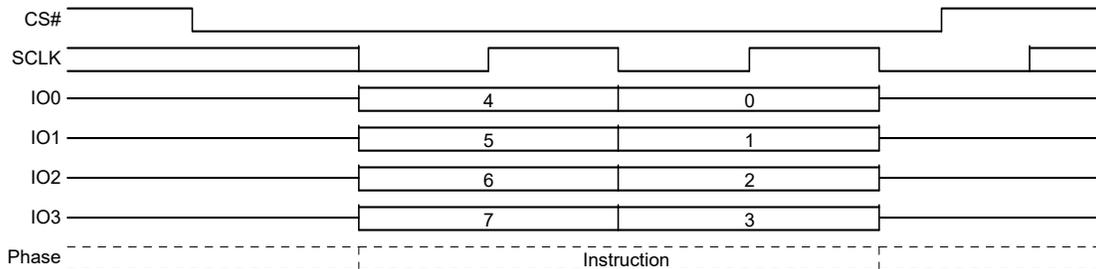 CS#
SCLK
IO0 4 0
IO1 5 1
IO2 6 2
IO3 7 3
Phase Instruction